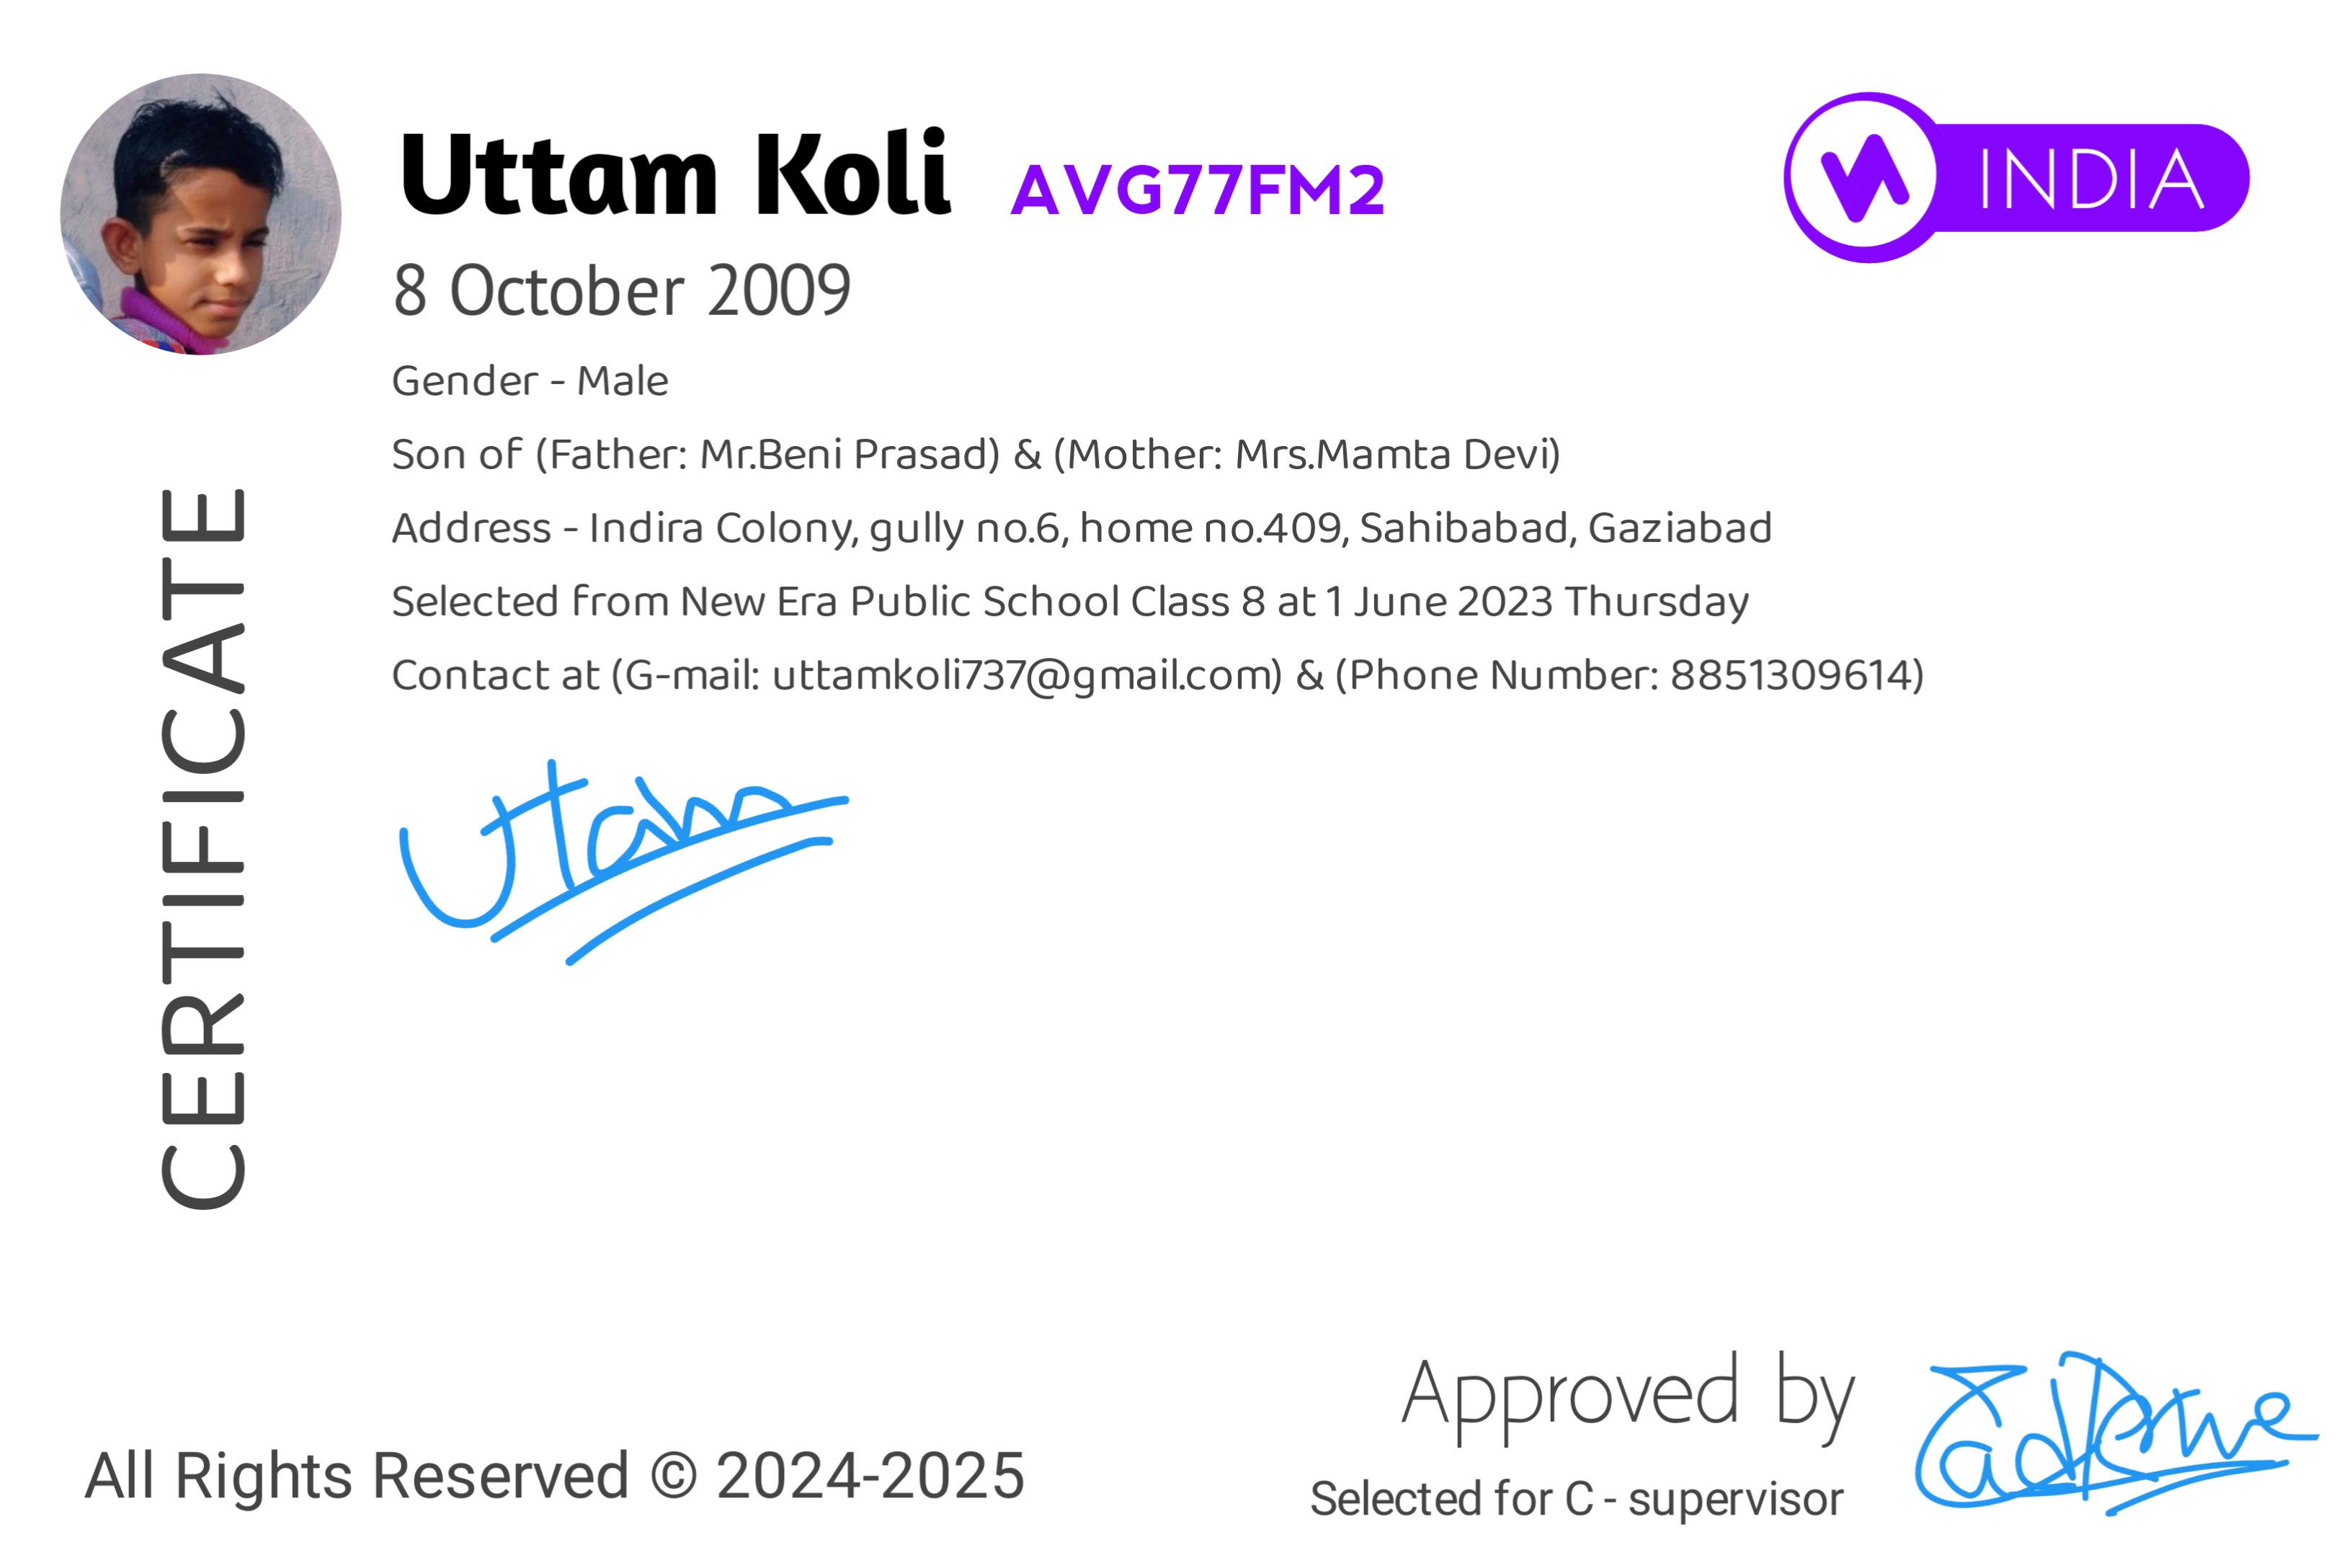 Uttam Koli AVG77FM2
INDIA
8 October 2009
Gender - Male
Son of (Father: Mr.Beni Prasad) & (Mother: Mrs.Mamta Devi)
Address - Indira Colony, gully no.6, home no.409, Sahibabad, Gaziabad
Selected from New Era Public School Class 8 at 1 June 2023 Thursday
Contact at (G-mail: uttamkoli737@gmail.com) & (Phone Number: 8851309614)
CERTIFICATE
Approved by
Selected for C - supervisor
All Rights Reserved © 2024-2025